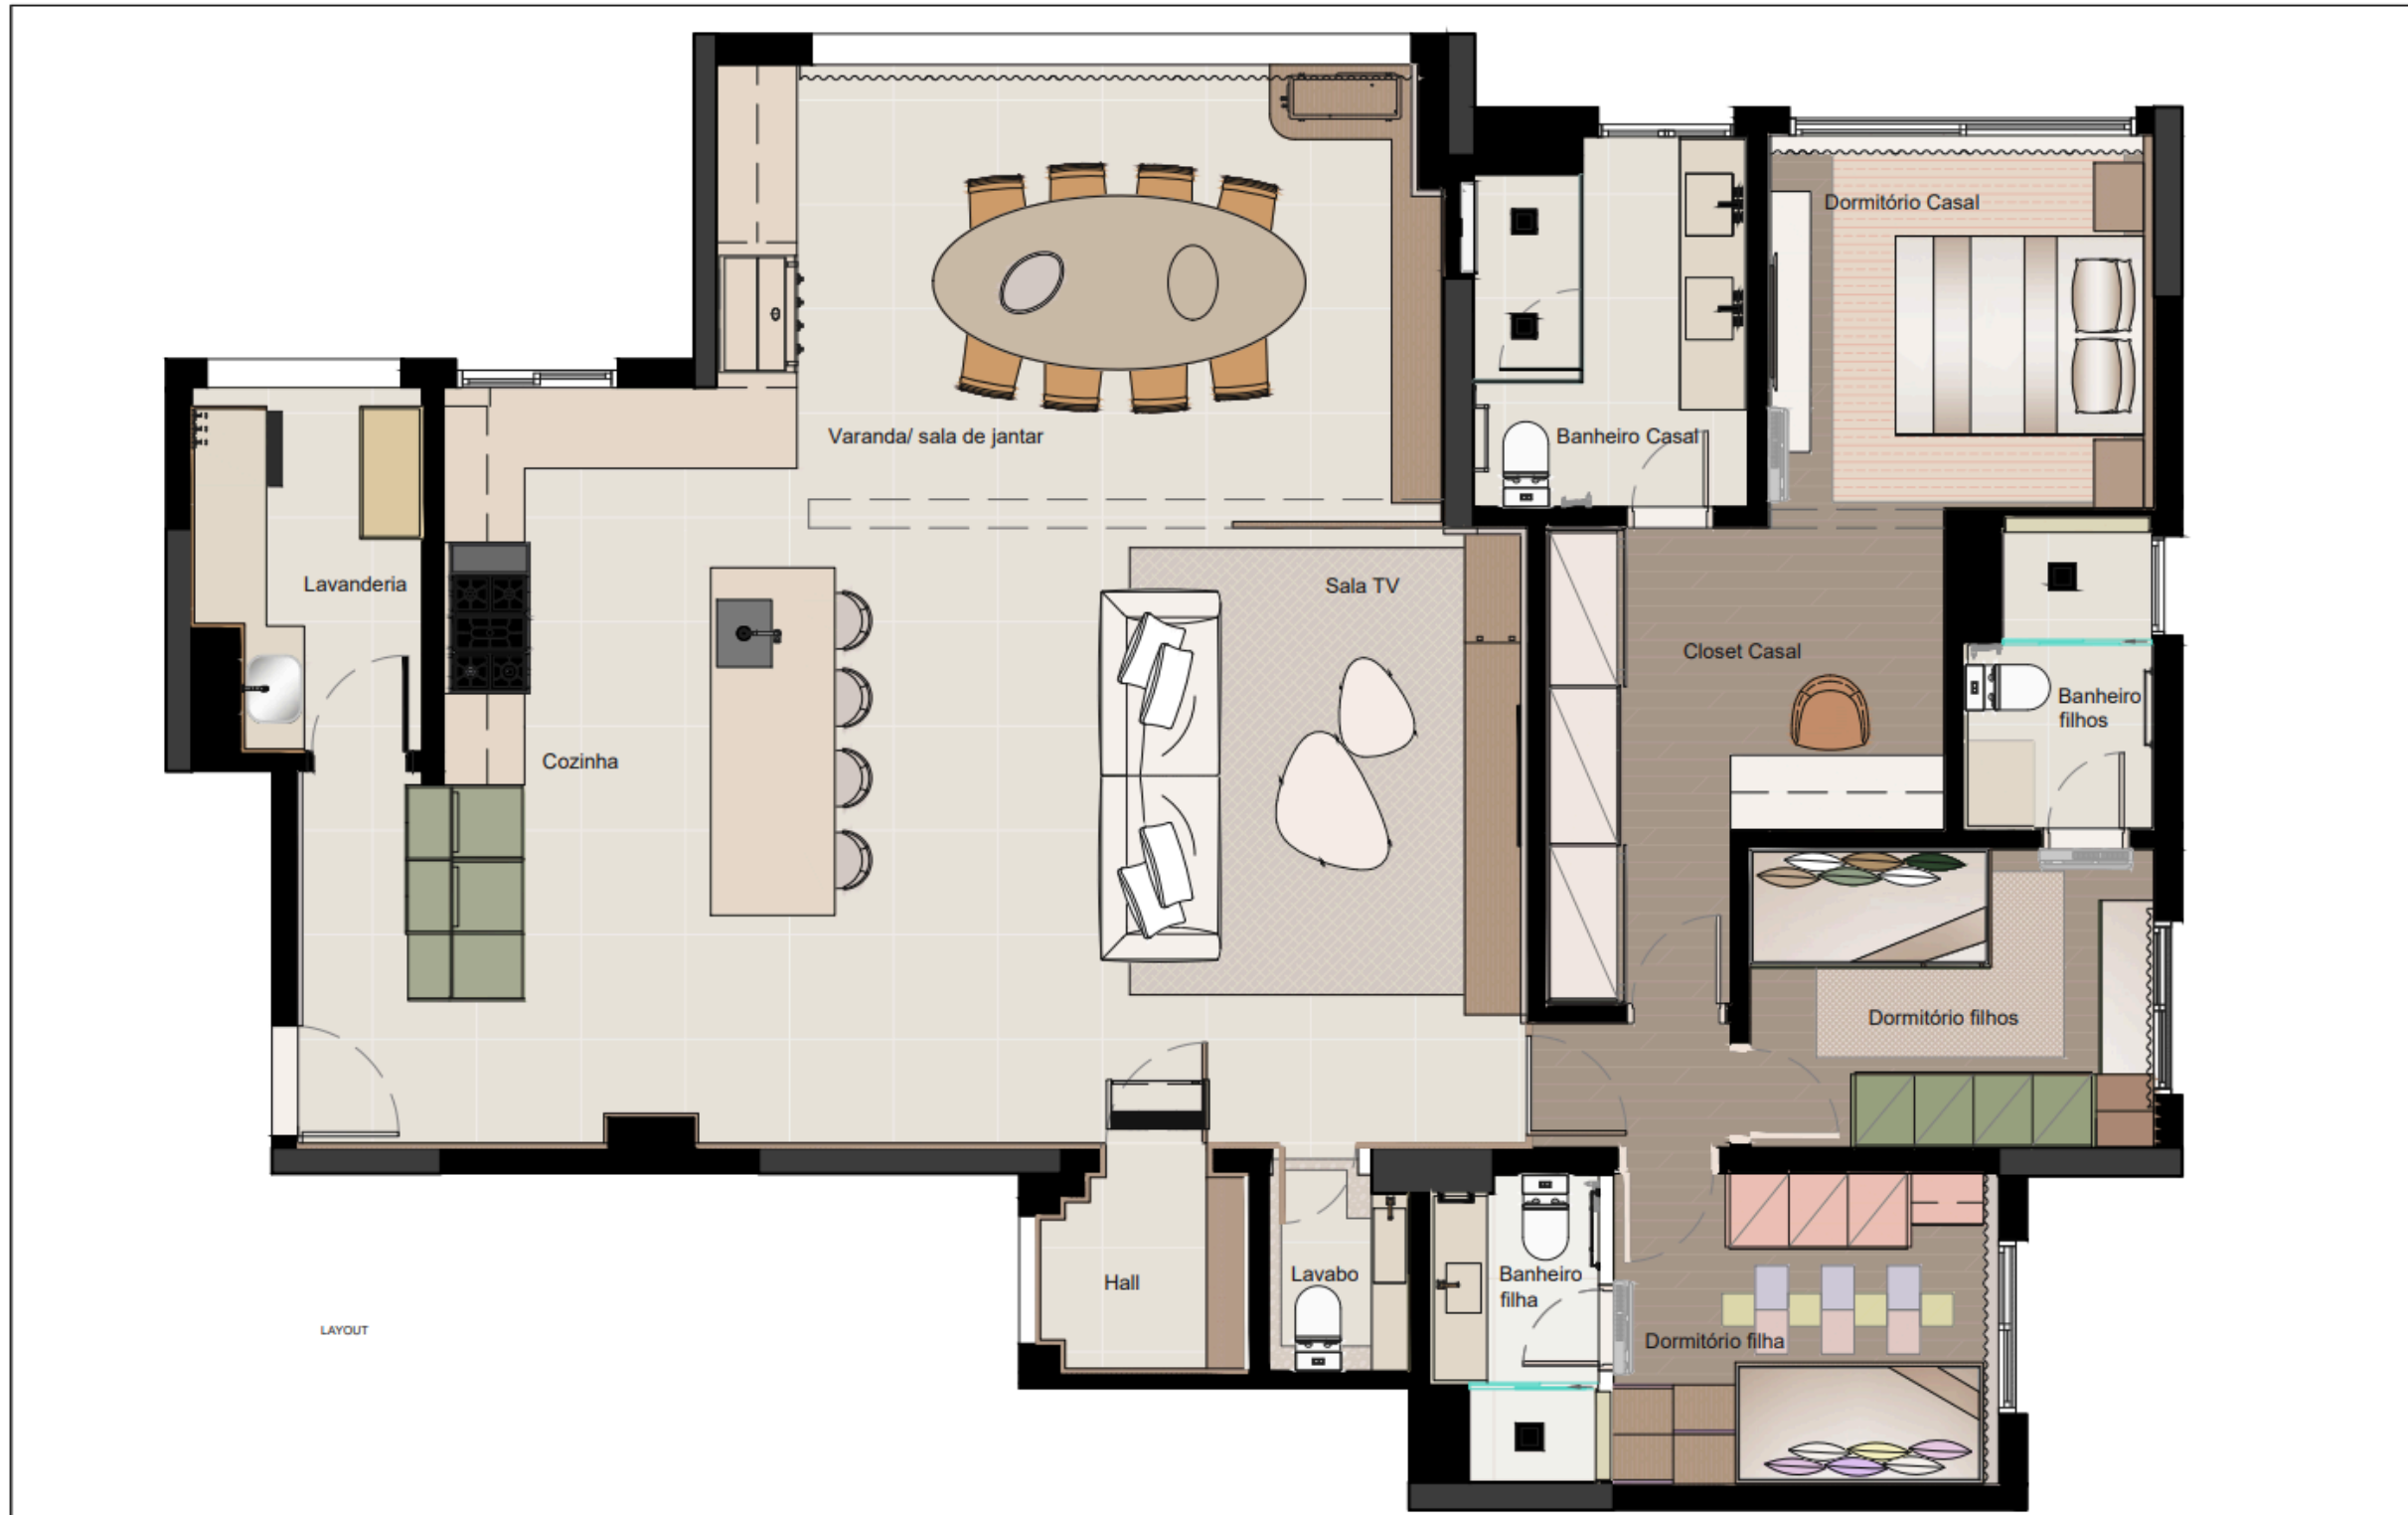 Dormitório Casal
Varanda/ sala de jantar
Banheiro Casal
Lavanderia
Sala TV
Closet Casal
Banheiro
filhos
Cozinha
Dormitório filhos
Hall
Lavabo
Banheiro
filha
LAYOUT
Dormitório filha